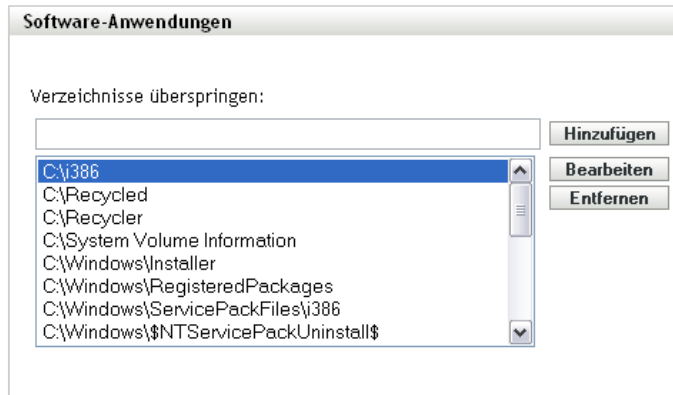 Software-Anwendungen
Verzeichnisse überspringen:
Hinzufügen
C:\i386
Bearbeiten
C:\Recycled
Entfernen
C:\Recycler
C:\System Volume Information
C:\Windows\Installer
C:\Windows\RegisteredPackages
C:\Windows\ServicePackFiles\i386
C:\Windows\$NTServicePackUninstall$